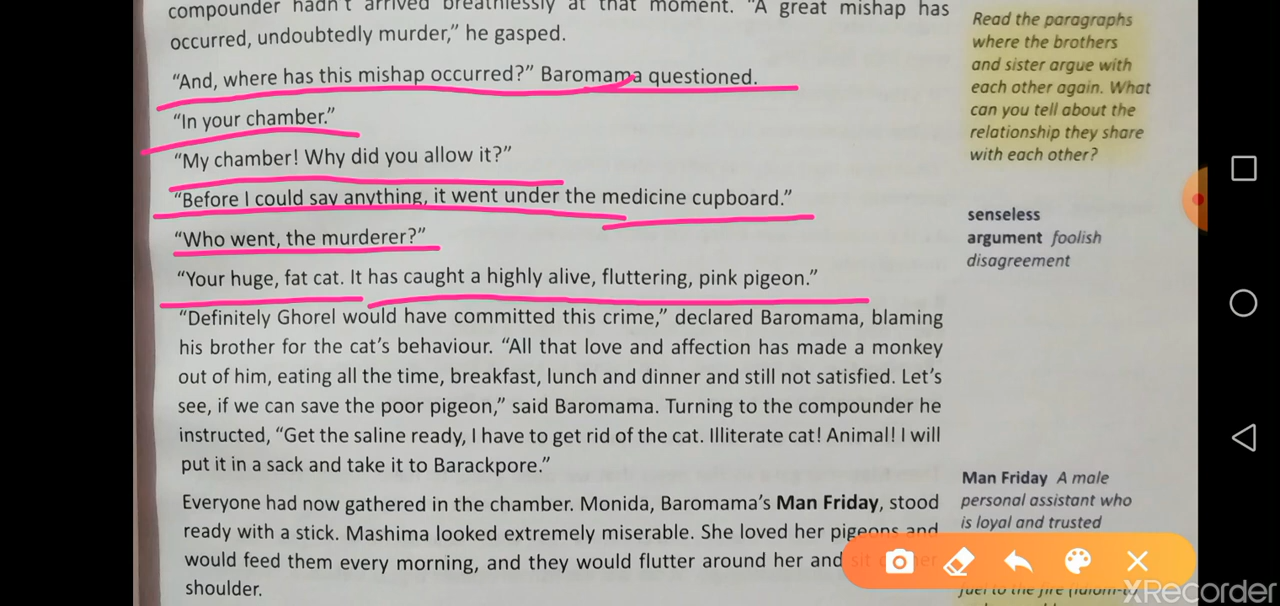 compounder hadn't arrived breathlessly at that moment. "A great mishap has
occurred, undoubtedly murder," he gasped.
"And, where has this mishap occurred?" Baromama questioned.
"In your chamber."
"My chamber! Why did you allow it?"
"Before I could say anything, it went under the medicine cupboard."
"Who went, the murderer?"
"Your huge, fat cat. It has caught a highly alive, fluttering, pink pigeon."
"Definitely Ghorel would have committed this crime," declared Baromama, blaming
his brother for the cat's behaviour. "All that love and affection has made a monkey
out of him, eating all the time, breakfast, lunch and dinner and still not satisfied. Let's
see, if we can save the poor pigeon," said Baromama. Turning to the compounder he
instructed, "Get the saline ready, I have to get rid of the cat. Illiterate cat! Animal! I will
put it in a sack and take it to Barackpore."
Everyone had now gathered in the chamber. Monida, Baromama's Man Friday, stood
ready with a stick. Mashima looked extremely miserable. She loved her pigeons and
would feed them every morning, and they would flutter around her and sit her
shoulder.
Read the paragraphs
where the brothers
and sister argue with
each other again. What
can you tell about the
relationship they share
with each other?
senseless
argument foolish
disagreement
Man Friday A male
personal assistant who
is loyal and trusted
fuel to the fire
XRecorder